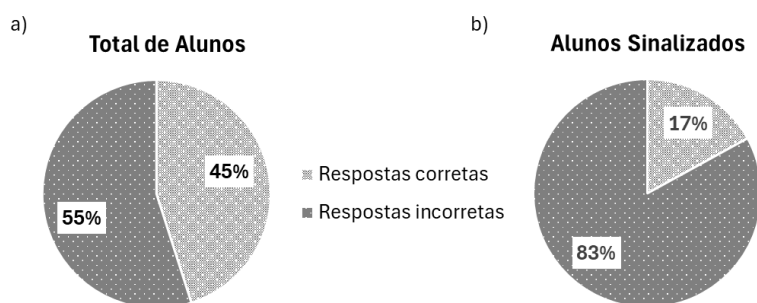 a)
Total de Alunos
45%
55%
Respostas corretas
Respostas incorretas
b)
Alunos Sinalizados
17%
83%